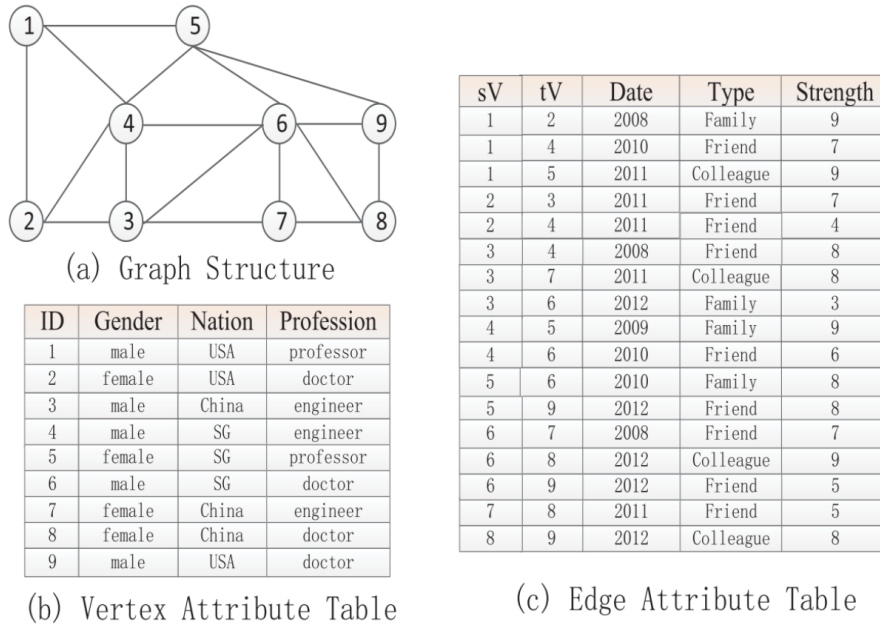 1 5
4 6 9
2 3 7 8
(a) Graph Structure
ID Gender Nation Profession
1 male USA professor
2 female USA doctor
3 male China engineer
4 male SG engineer
5 female SG professor
6 male SG doctor
7 female China engineer
8 female China doctor
9 male USA doctor
(b) Vertex Attribute Table
sV tV Date Type Strength
1 2 2008 Family 9
1 4 2010 Friend 7
1 5 2011 Colleague 9
2 3 2011 Friend 7
2 4 2011 Friend 4
3 4 2008 Friend 8
3 7 2011 Colleague 8
3 6 2012 Family 3
4 5 2009 Family 9
4 6 2010 Friend 6
5 6 2010 Family 8
5 9 2012 Friend 8
6 7 2008 Friend 7
6 8 2012 Colleague 9
6 9 2012 Friend 5
7 8 2011 Friend 5
8 9 2012 Colleague 8
(c) Edge Attribute Table